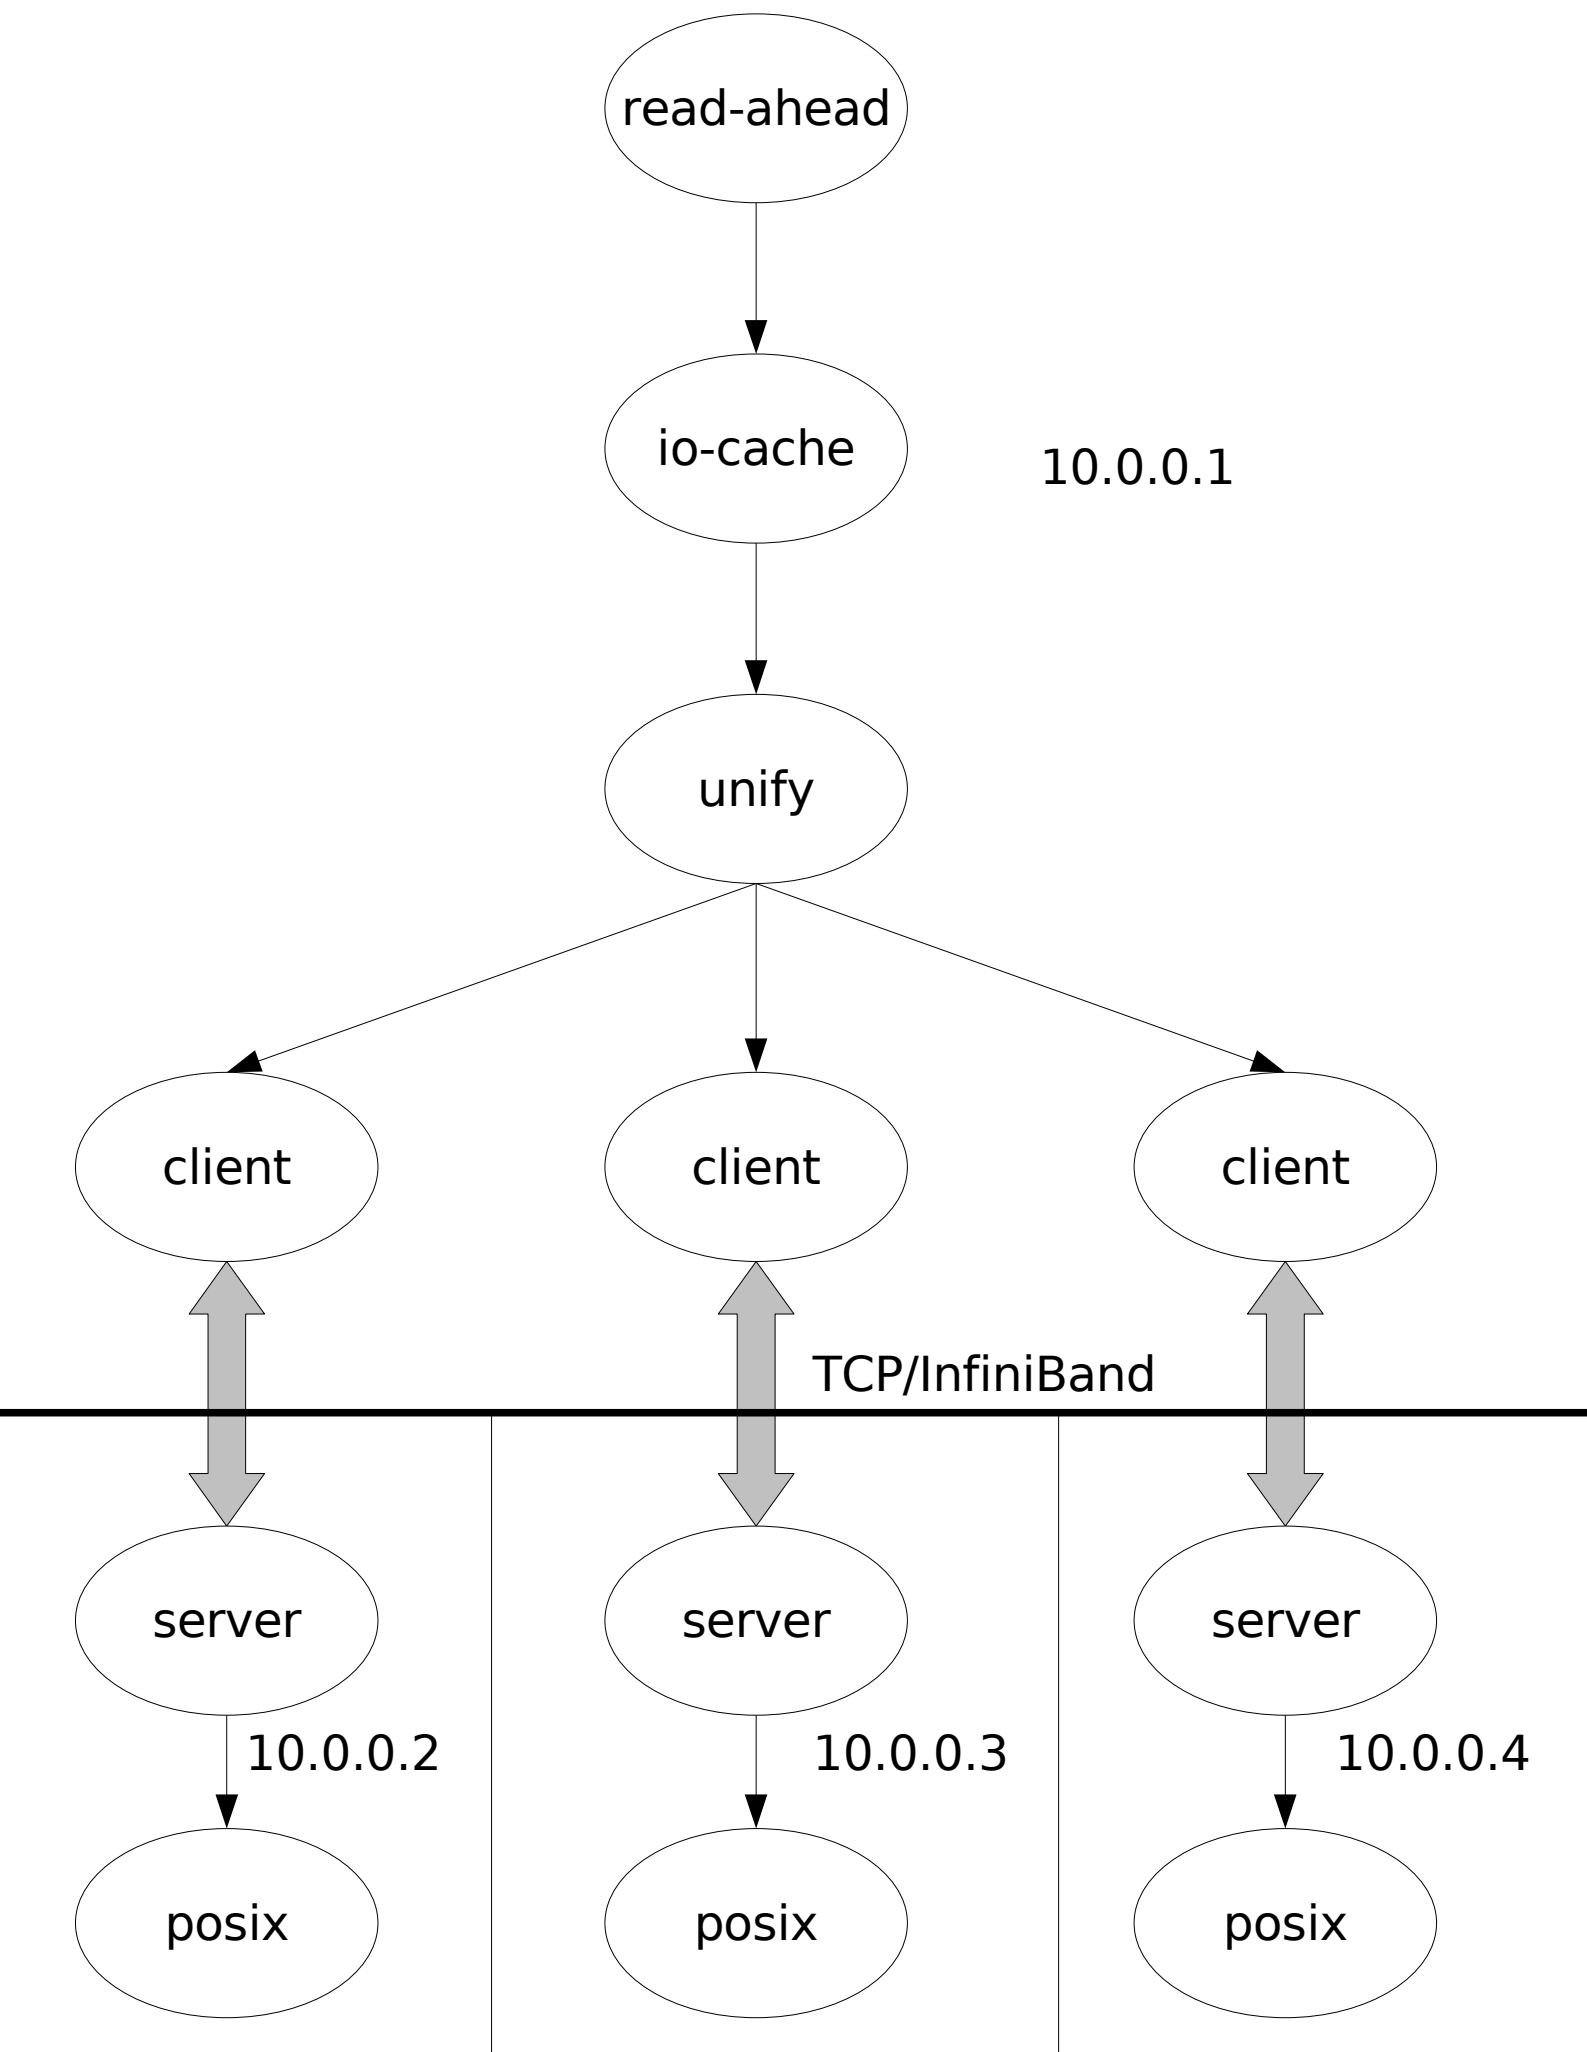 read-ahead
io-cache
10.0.0.1
unify
client
client
client
TCP/InfiniBand
server
server
server
10.0.0.2
10.0.0.3
10.0.0.4
posix
posix
posix